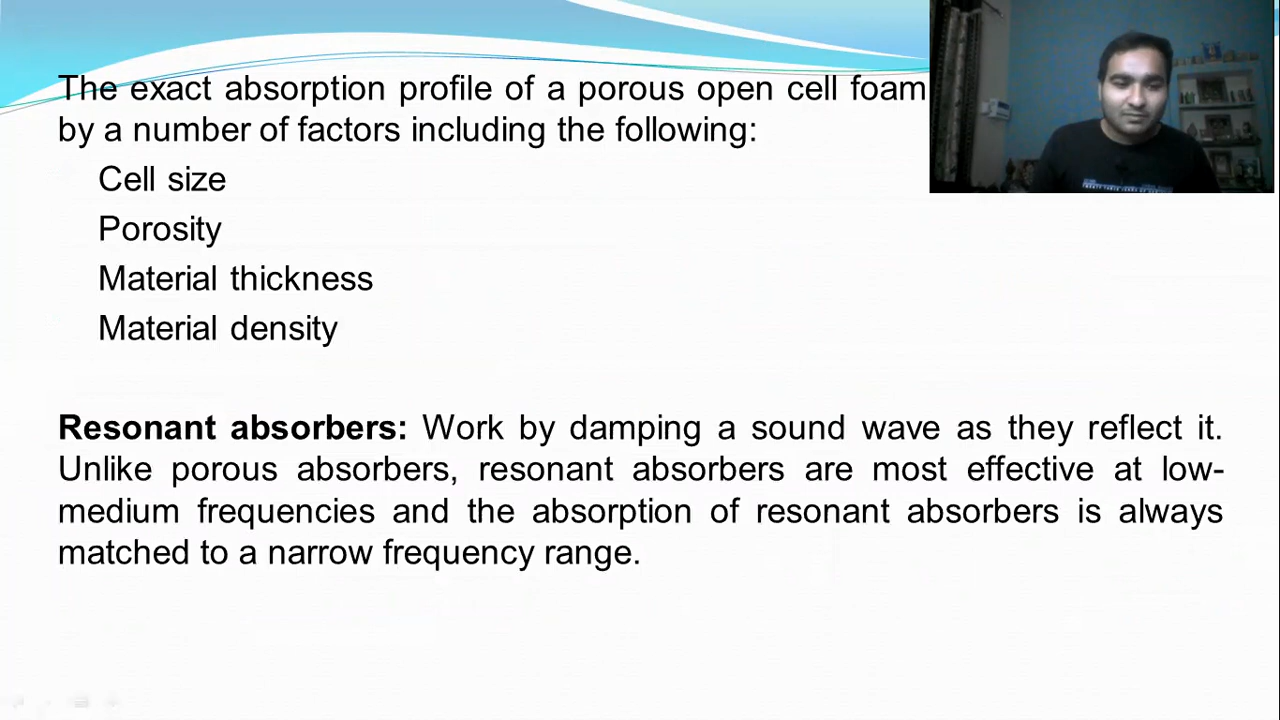 The exact absorption profile of a porous open cell foam
by a number of factors including the following:
Cell size
Porosity
Material thickness
Material density
Resonant absorbers: Work by damping a sound wave as they reflect it.
Unlike porous absorbers, resonant absorbers are most effective at low-
medium frequencies and the absorption of resonant absorbers is always
matched to a narrow frequency range.